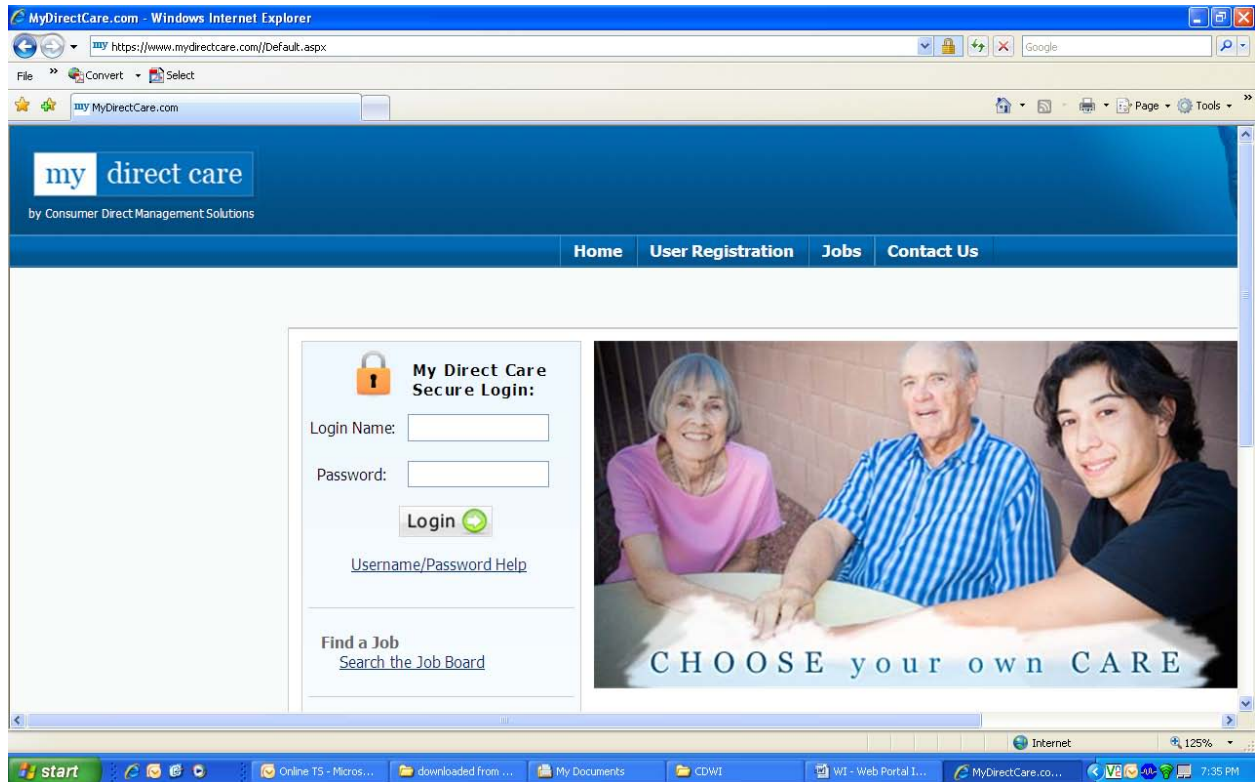 MyDirectCare.com - Windows Internet Explorer
my https://www.mydirectcare.com//Default.aspx
Google
File » Convert Select
my MyDirectCare.com
Page Tools »
my direct care
by Consumer Direct Management Solutions
Home User Registration Jobs Contact Us
My Direct Care
Secure Login:
Login Name:
Password:
Login
Username/Password Help
Find a Job
Search the Job Board
CHOOSE your own CARE
Internet 125%
start Online TS - Micros... downloaded from ... My Documents CDWI WI - Web Portal I... MyDirectCare.co... 7:35 PM